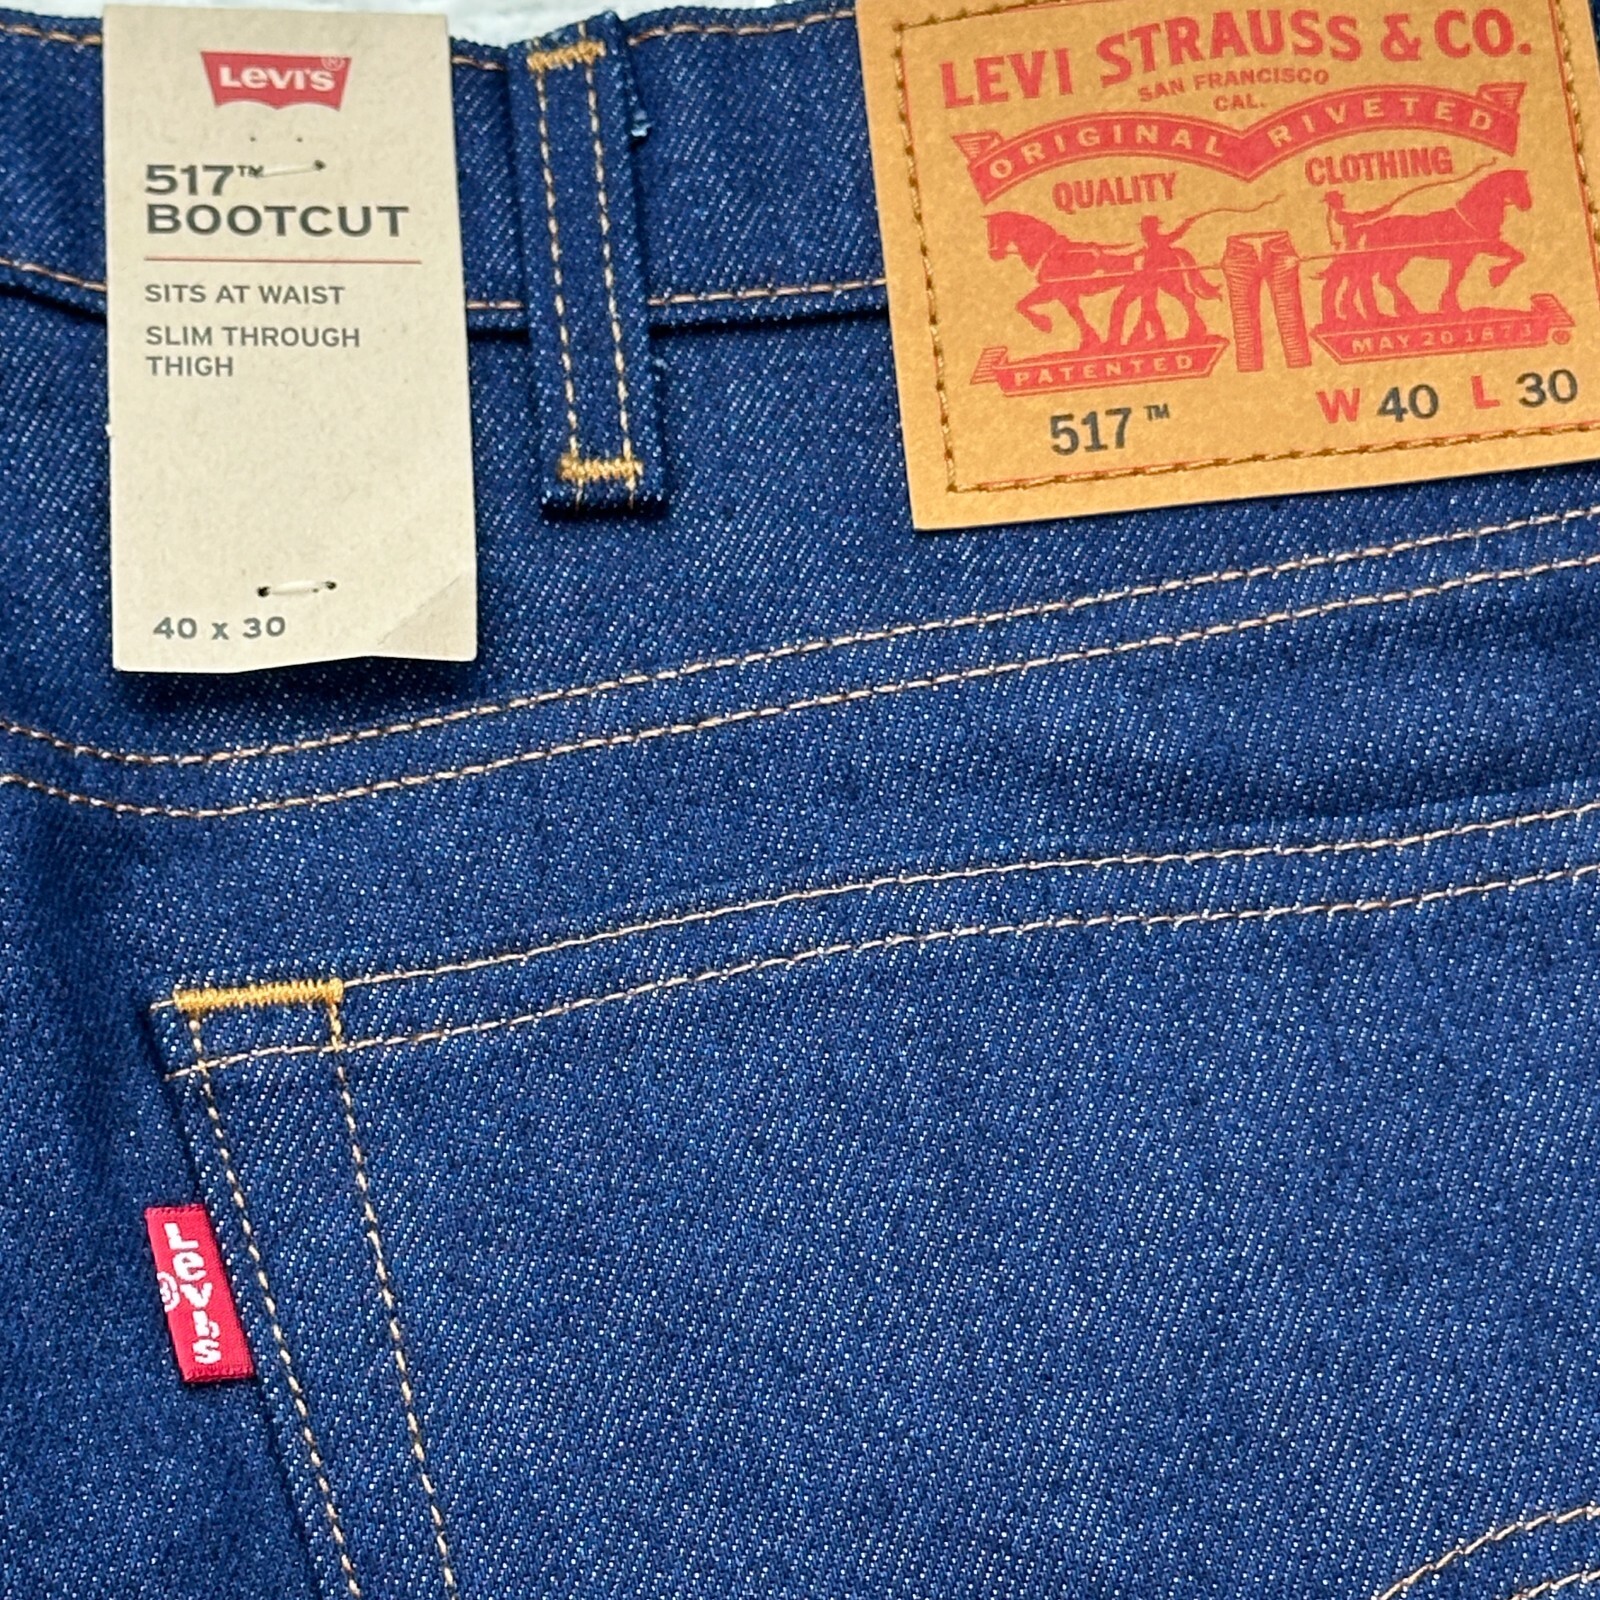 Levi's®
517™
BOOTCUT
SITS AT WAIST
SLIM THROUGH
THIGH
40 x 30
LEVI STRAUSS & CO.
SAN FRANCISCO
CAL.
ORIGINAL RIVETED
QUALITY CLOTHING
PATENTED MAY 20 1873 ®
517™ W 40 L 30
Levi's®